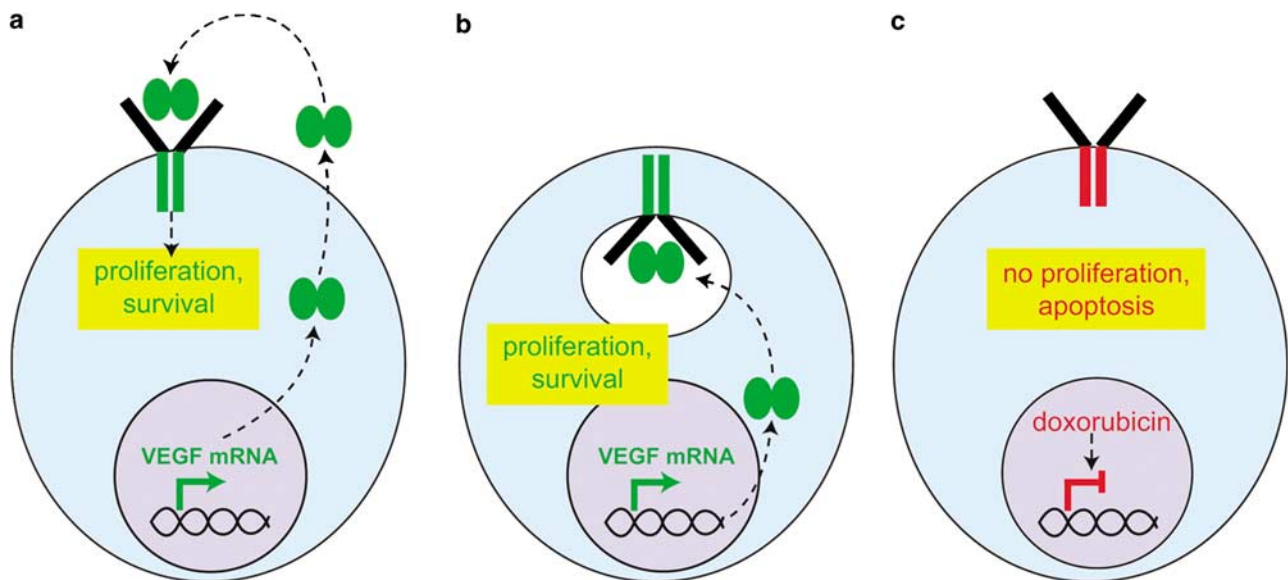 a
proliferation,
survival
VEGF mRNA
b
proliferation,
survival
VEGF mRNA
c
no proliferation,
apoptosis
doxorubicin